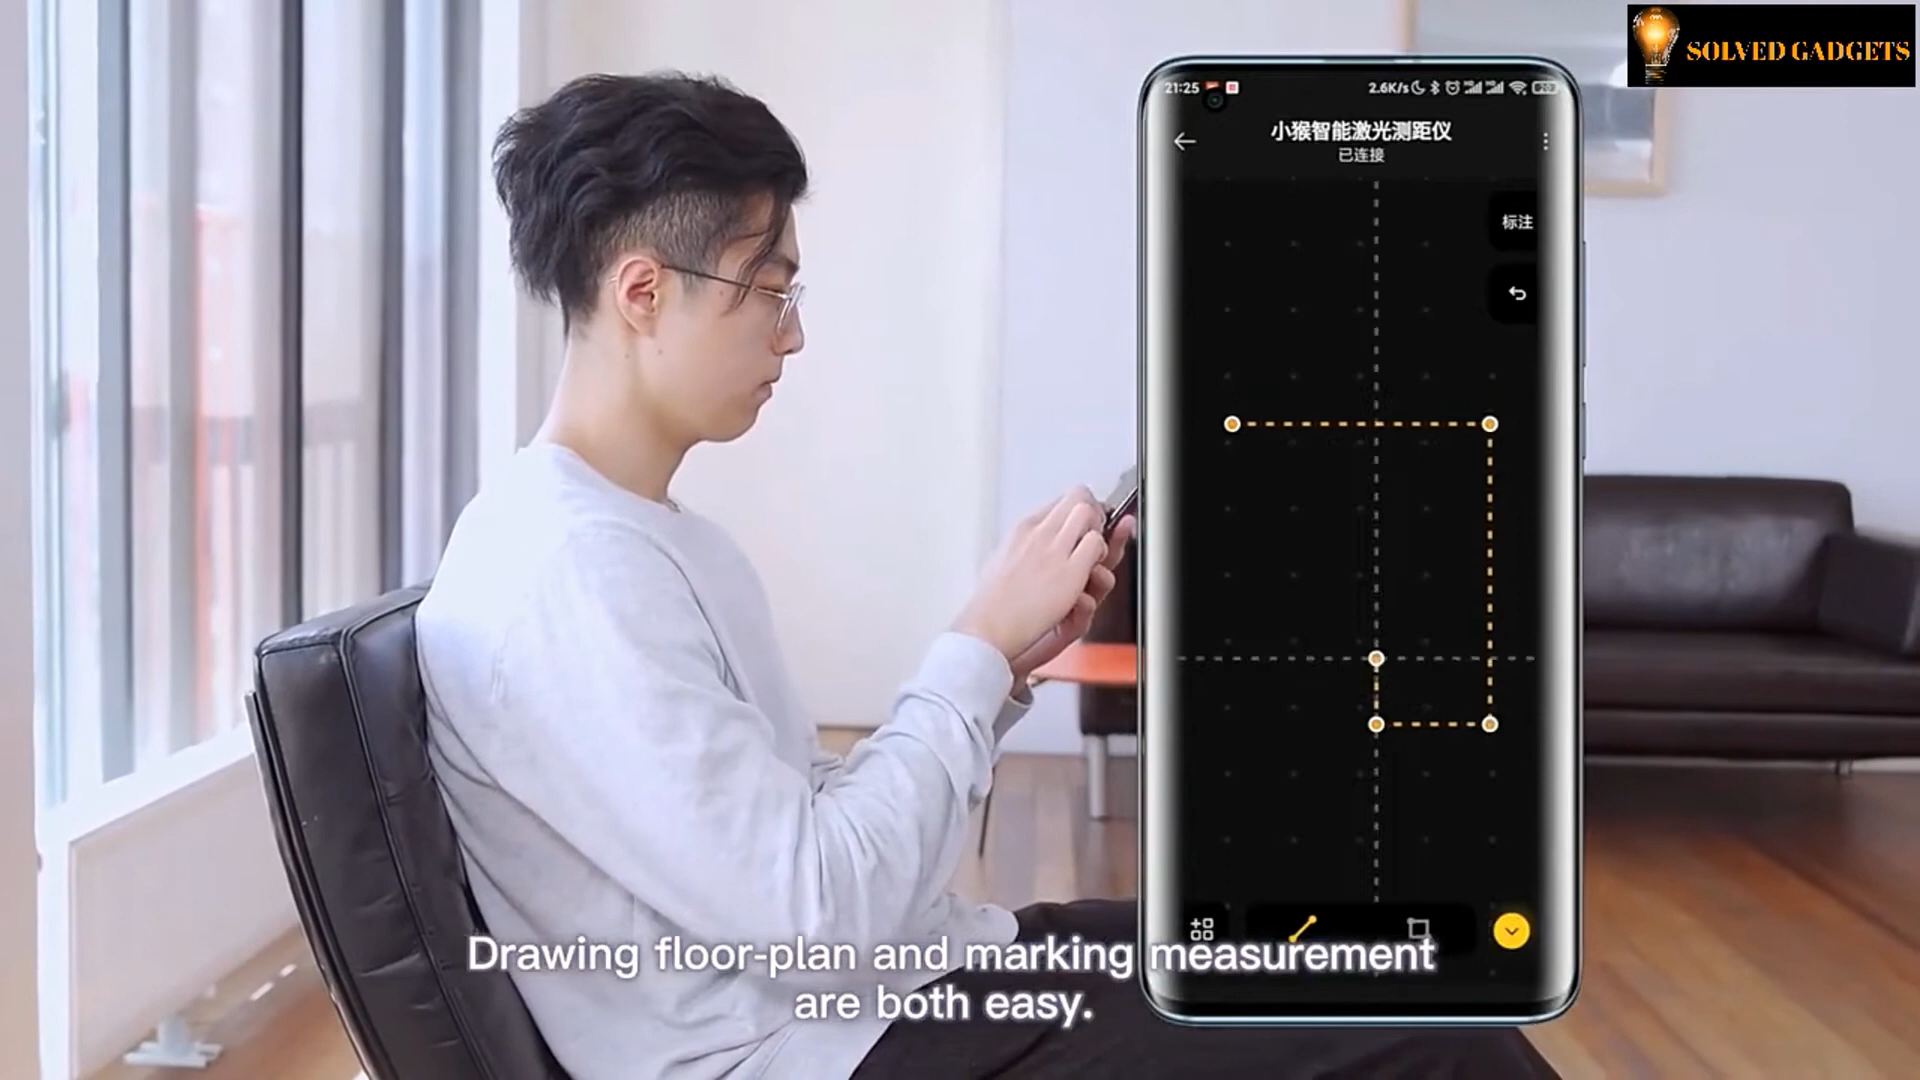 SOLVED GADGETS
21:25
2.6K/s
小猴智能激光测距仪
已连接
标注
Drawing floor-plan and marking measurement
are both easy.